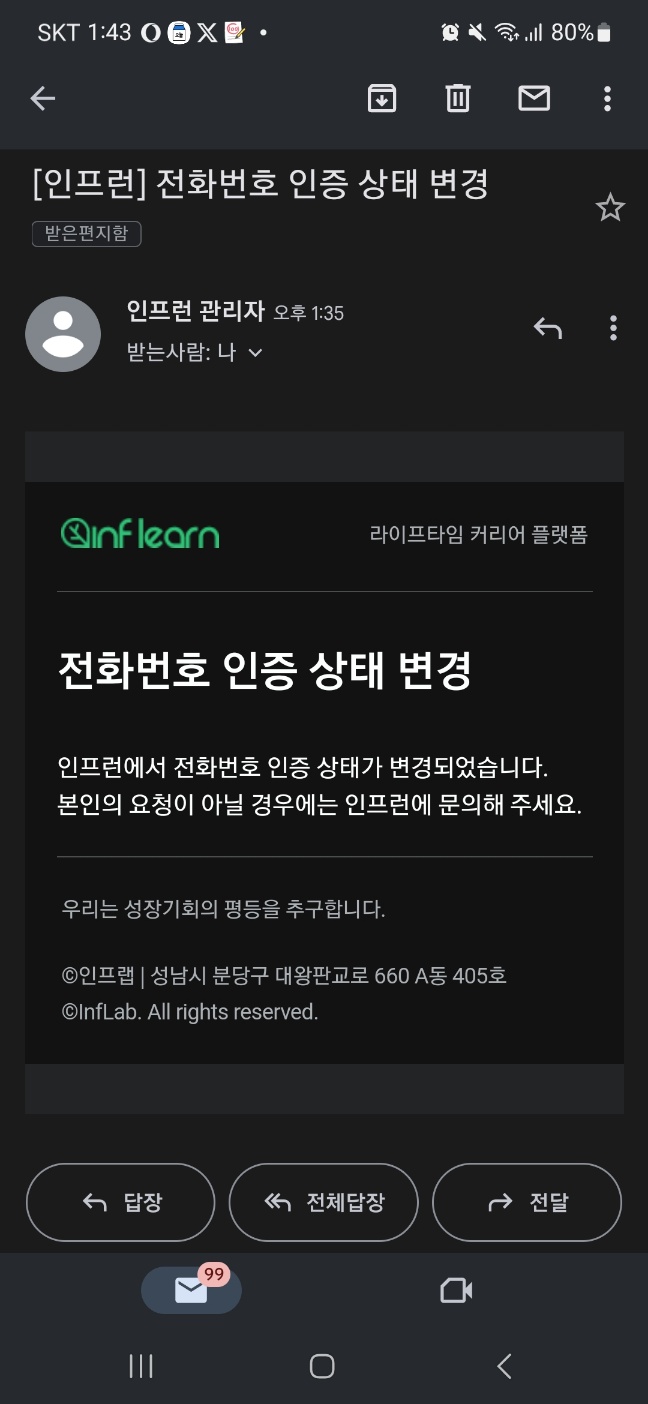 SKT 1:43
80%
[인프런] 전화번호 인증 상태 변경
받은편지함
인프런 관리자 오후 1:35
받는사람: 나
inflearn
라이프타임 커리어 플랫폼
전화번호 인증 상태 변경
인프런에서 전화번호 인증 상태가 변경되었습니다.
본인의 요청이 아닐 경우에는 인프런에 문의해 주세요.
우리는 성장기회의 평등을 추구합니다.
©인프랩 | 성남시 분당구 대왕판교로 660 A동 405호
©InfLab. All rights reserved.
답장
전체답장
전달
99